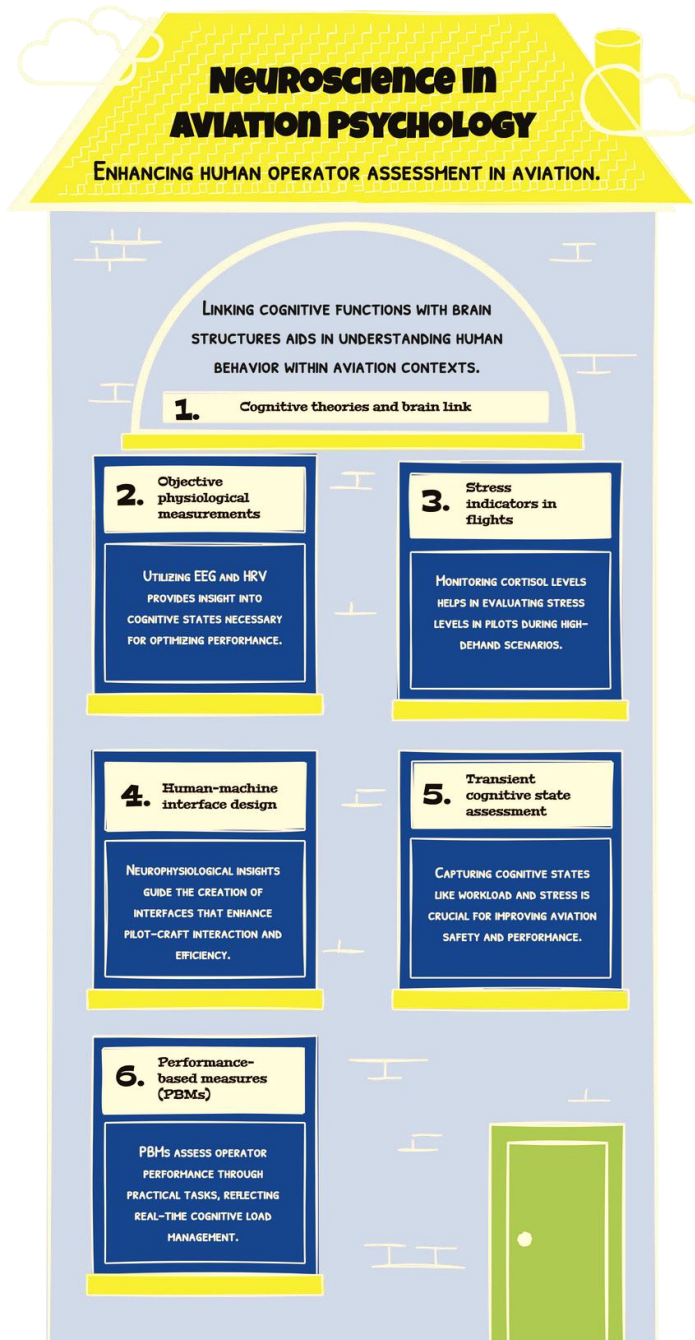 Neuroscience in
Aviation Psychology
Enhancing human operator assessment in aviation.
Linking cognitive functions with brain
structures aids in understanding human
behavior within aviation contexts.
1. Cognitive theories and brain link
2. Objective
physiological
measurements
Utilizing EEG and HRV
provides insight into
cognitive states necessary
for optimizing performance.
3. Stress
indicators in
flights
Monitoring cortisol levels
helps in evaluating stress
levels in pilots during high-
demand scenarios.
4. Human-machine
interface design
Neurophysiological insights
guide the creation of
interfaces that enhance
pilot-craft interaction and
efficiency.
5. Transient
cognitive state
assessment
Capturing cognitive states
like workload and stress is
crucial for improving aviation
safety and performance.
6. Performance-
based measures
(PBMs)
PBMs assess operator
performance through
practical tasks, reflecting
real-time cognitive load
management.